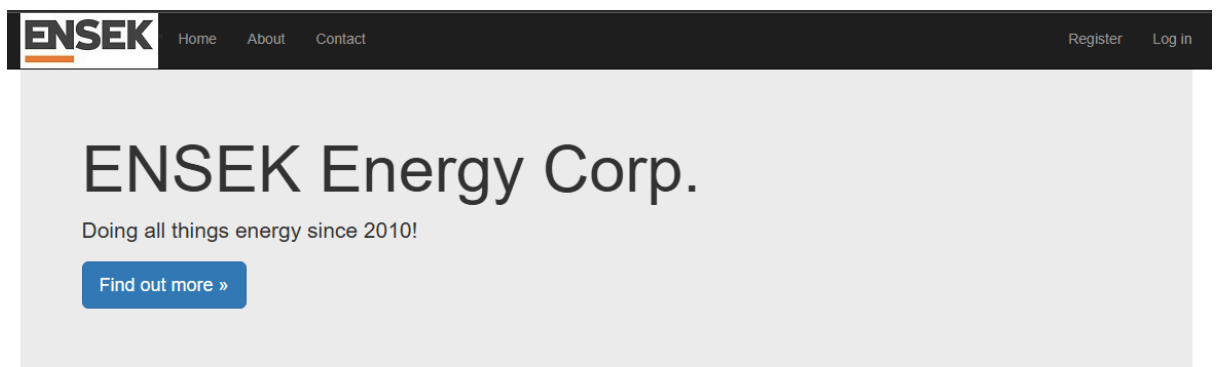 ENSEK Home About Contact Register Log in
ENSEK Energy Corp.
Doing all things energy since 2010!
Find out more »